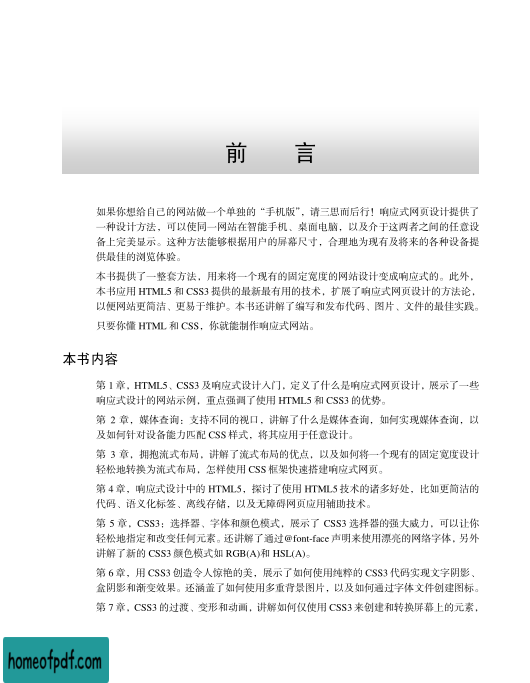 前 言
如果你想给自己的网站做一个单独的“手机版”，请三思而后行！响应式网页设计提供了
一种设计方法，可以使同一网站在智能手机、桌面电脑，以及介于这两者之间的任意设
备上完美显示。这种方法能够根据用户的屏幕尺寸，合理地为现有及将来的各种设备提
供最佳的浏览体验。
本书提供了一整套方法，用来将一个现有的固定宽度的网站设计变成响应式的。此外，
本书应用 HTML5 和 CSS3 提供的最新最有用的技术，扩展了响应式网页设计的方法论，
以便网站更简洁、更易于维护。本书还讲解了编写和发布代码、图片、文件的最佳实践。
只要你懂 HTML 和 CSS，你就能制作响应式网站。
本书内容
第 1 章，HTML5、CSS3 及响应式设计入门，定义了什么是响应式网页设计，展示了一些
响应式设计的网站示例，重点强调了使用 HTML5 和 CSS3 的优势。
第 2 章，媒体查询：支持不同的视口，讲解了什么是媒体查询，如何实现媒体查询，以
及如何针对设备能力匹配 CSS 样式，将其应用于任意设计。
第 3 章，拥抱流式布局，讲解了流式布局的优点，以及如何将一个现有的固定宽度设计
轻松地转换为流式布局，怎样使用 CSS 框架快速搭建响应式网页。
第 4 章，响应式设计中的 HTML5，探讨了使用 HTML5 技术的诸多好处，比如更简洁的
代码、语义化标签、离线存储，以及无障碍网页应用辅助技术。
第 5 章，CSS3：选择器、字体和颜色模式，展示了 CSS3 选择器的强大威力，可以让你
轻松地指定和改变任何元素。还讲解了通过@font-face 声明来使用漂亮的网络字体，另外
讲解了新的 CSS3 颜色模式如 RGB(A)和 HSL(A)。
第 6 章，用 CSS3 创造令人惊艳的美，展示了如何使用纯粹的 CSS3 代码实现文字阴影、
盒阴影和渐变效果。还涵盖了如何使用多重背景图片，以及如何通过字体文件创建图标。
第 7 章，CSS3 的过渡、变形和动画，讲解如何仅使用 CSS3 来创建和转换屏幕上的元素，
homeofpdf.com